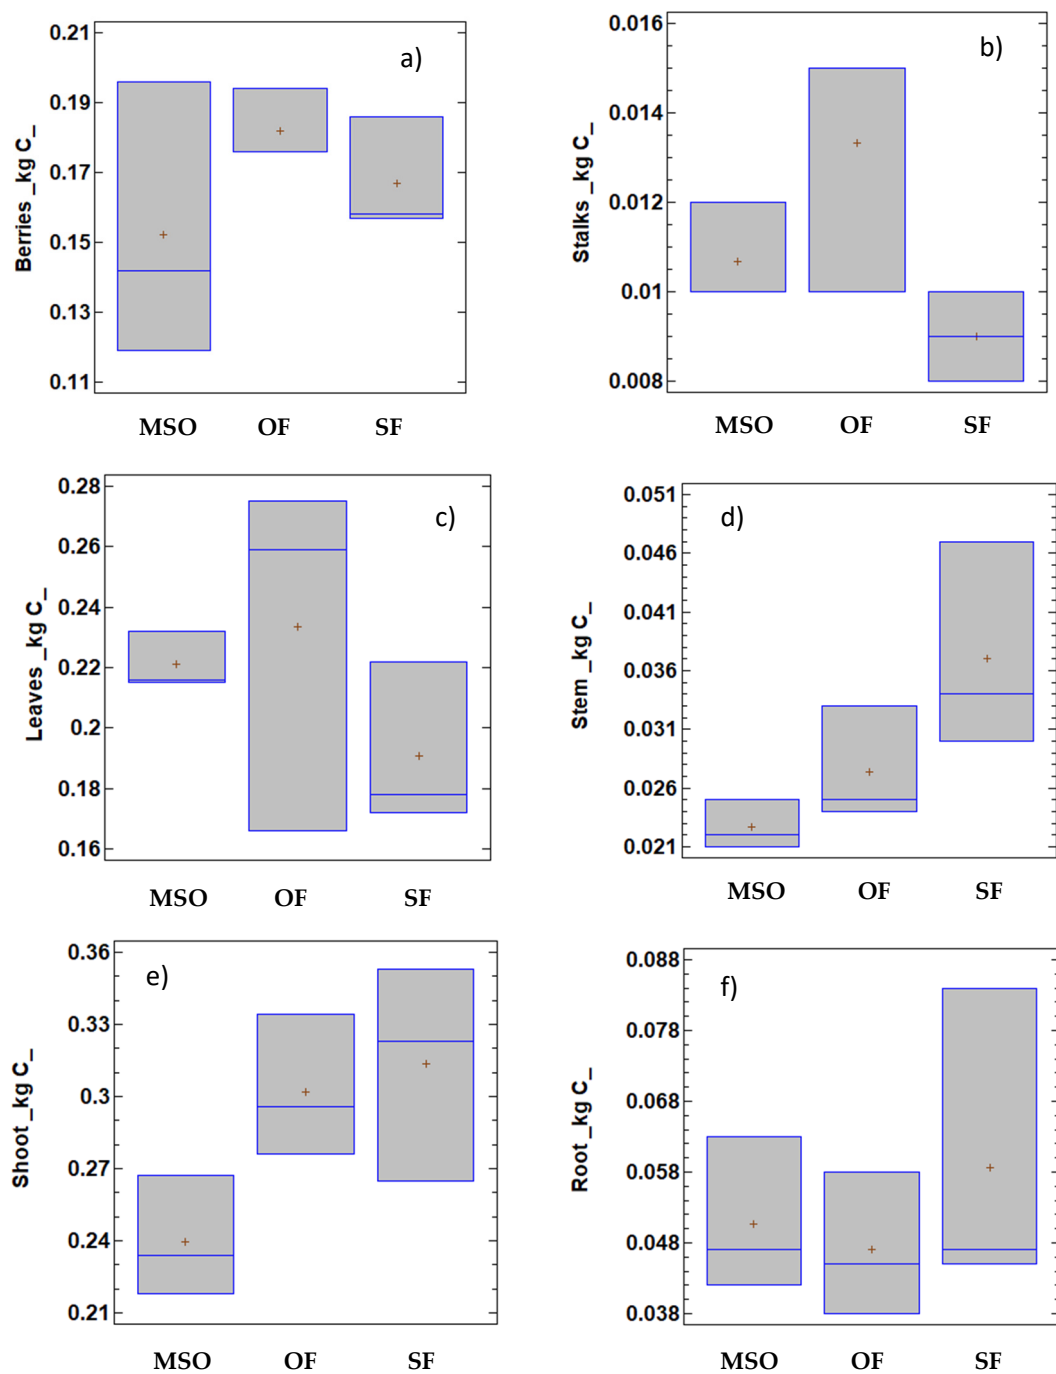 a)
Berries _kg C_
0.21
0.19
0.17
0.15
0.13
0.11
MSO OF SF
b)
Stalks _kg C_
0.016
0.014
0.012
0.01
0.008
MSO OF SF
c)
Leaves _kg C_
0.28
0.26
0.24
0.22
0.2
0.18
0.16
MSO OF SF
d)
Stem _kg C_
0.051
0.046
0.041
0.036
0.031
0.026
0.021
MSO OF SF
e)
Shoot _kg C_
0.36
0.33
0.3
0.27
0.24
0.21
MSO OF SF
f)
Root _kg C_
0.088
0.078
0.068
0.058
0.048
0.038
MSO OF SF